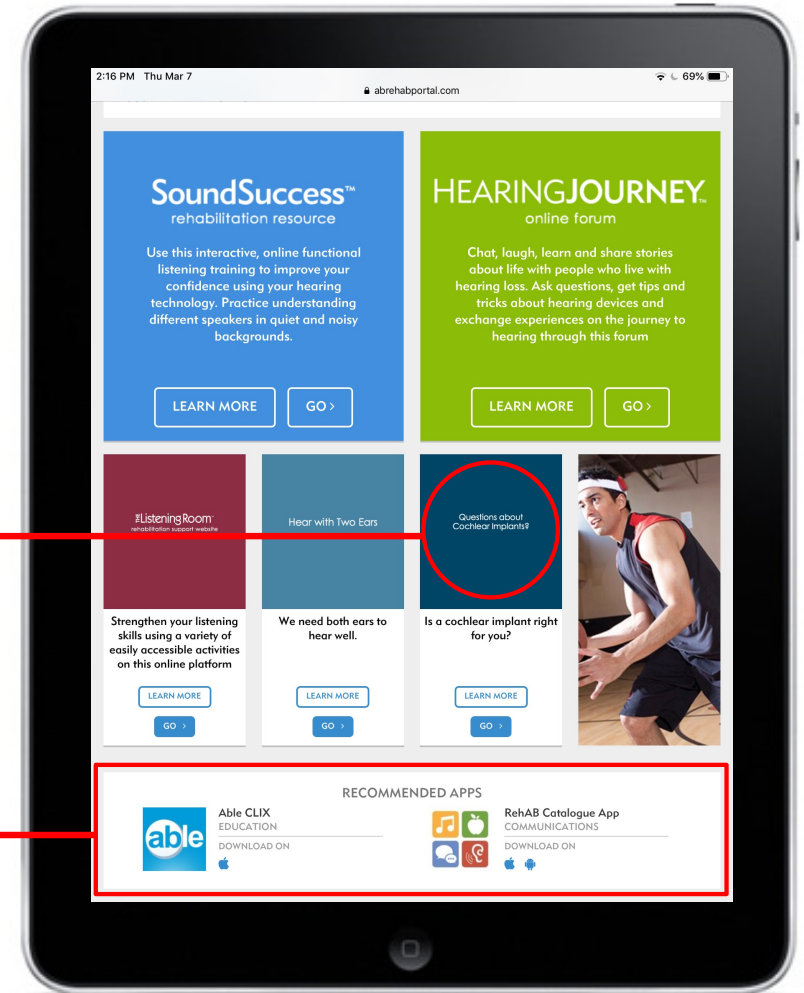 2:16 PM Thu Mar 7
69%
abrehabportal.com
SoundSuccess™
rehabilitation resource
Use this interactive, online functional
listening training to improve your
confidence using your hearing
technology. Practice understanding
different speakers in quiet and noisy
backgrounds.
LEARN MORE
GO >
HEARINGJOURNEY™
online forum
Chat, laugh, learn and share stories
about life with people who live with
hearing loss. Ask questions, get tips and
tricks about hearing devices and
exchange experiences on the journey to
hearing through this forum
LEARN MORE
GO >
THE ListeningRoom™
rehabilitation support website
Strengthen your listening
skills using a variety of
easily accessible activities
on this online platform
LEARN MORE
GO >
Hear with Two Ears
We need both ears to
hear well.
LEARN MORE
GO >
Questions about
Cochlear Implants?
Is a cochlear implant right
for you?
LEARN MORE
GO >
RECOMMENDED APPS
able
Able CLIX
EDUCATION
DOWNLOAD ON
RehAB Catalogue App
COMMUNICATIONS
DOWNLOAD ON